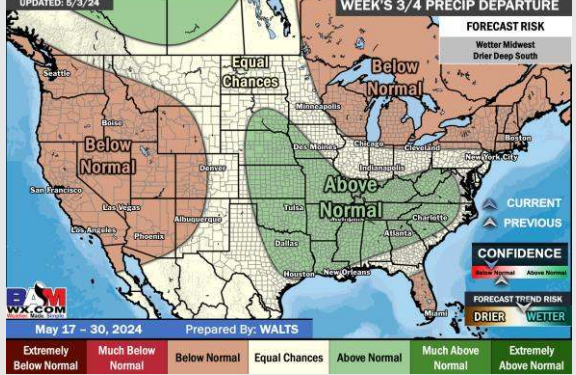 UPDATED: 5/3/24
WEEK'S 3/4 PRECIP DEPARTURE
FORECAST RISK
Wetter Midwest
Drier Deep South
Equal
Chances
Below
Normal
Seattle
Minneapolis
Boise
Below
Normal
Boston
Des Moines
Chicago
Cleveland
New York City
Denver
Indianapolis
San Francisco
Above
Normal
Las Vegas
Tulsa
Charlotte
CURRENT
Los Angeles
Albuquerque
PREVIOUS
Phoenix
Atlanta
Dallas
CONFIDENCE
Below Normal
Above Normal
Houston
New Orleans
BAM
WX.COM
Weather Made Simple
FORECAST TREND RISK
DRIER
WETTER
Miami
May 17 - 30, 2024
Prepared By: WALTS
Extremely
Below Normal
Much Below
Normal
Below Normal
Equal Chances
Above Normal
Much Above
Normal
Extremely
Above Normal